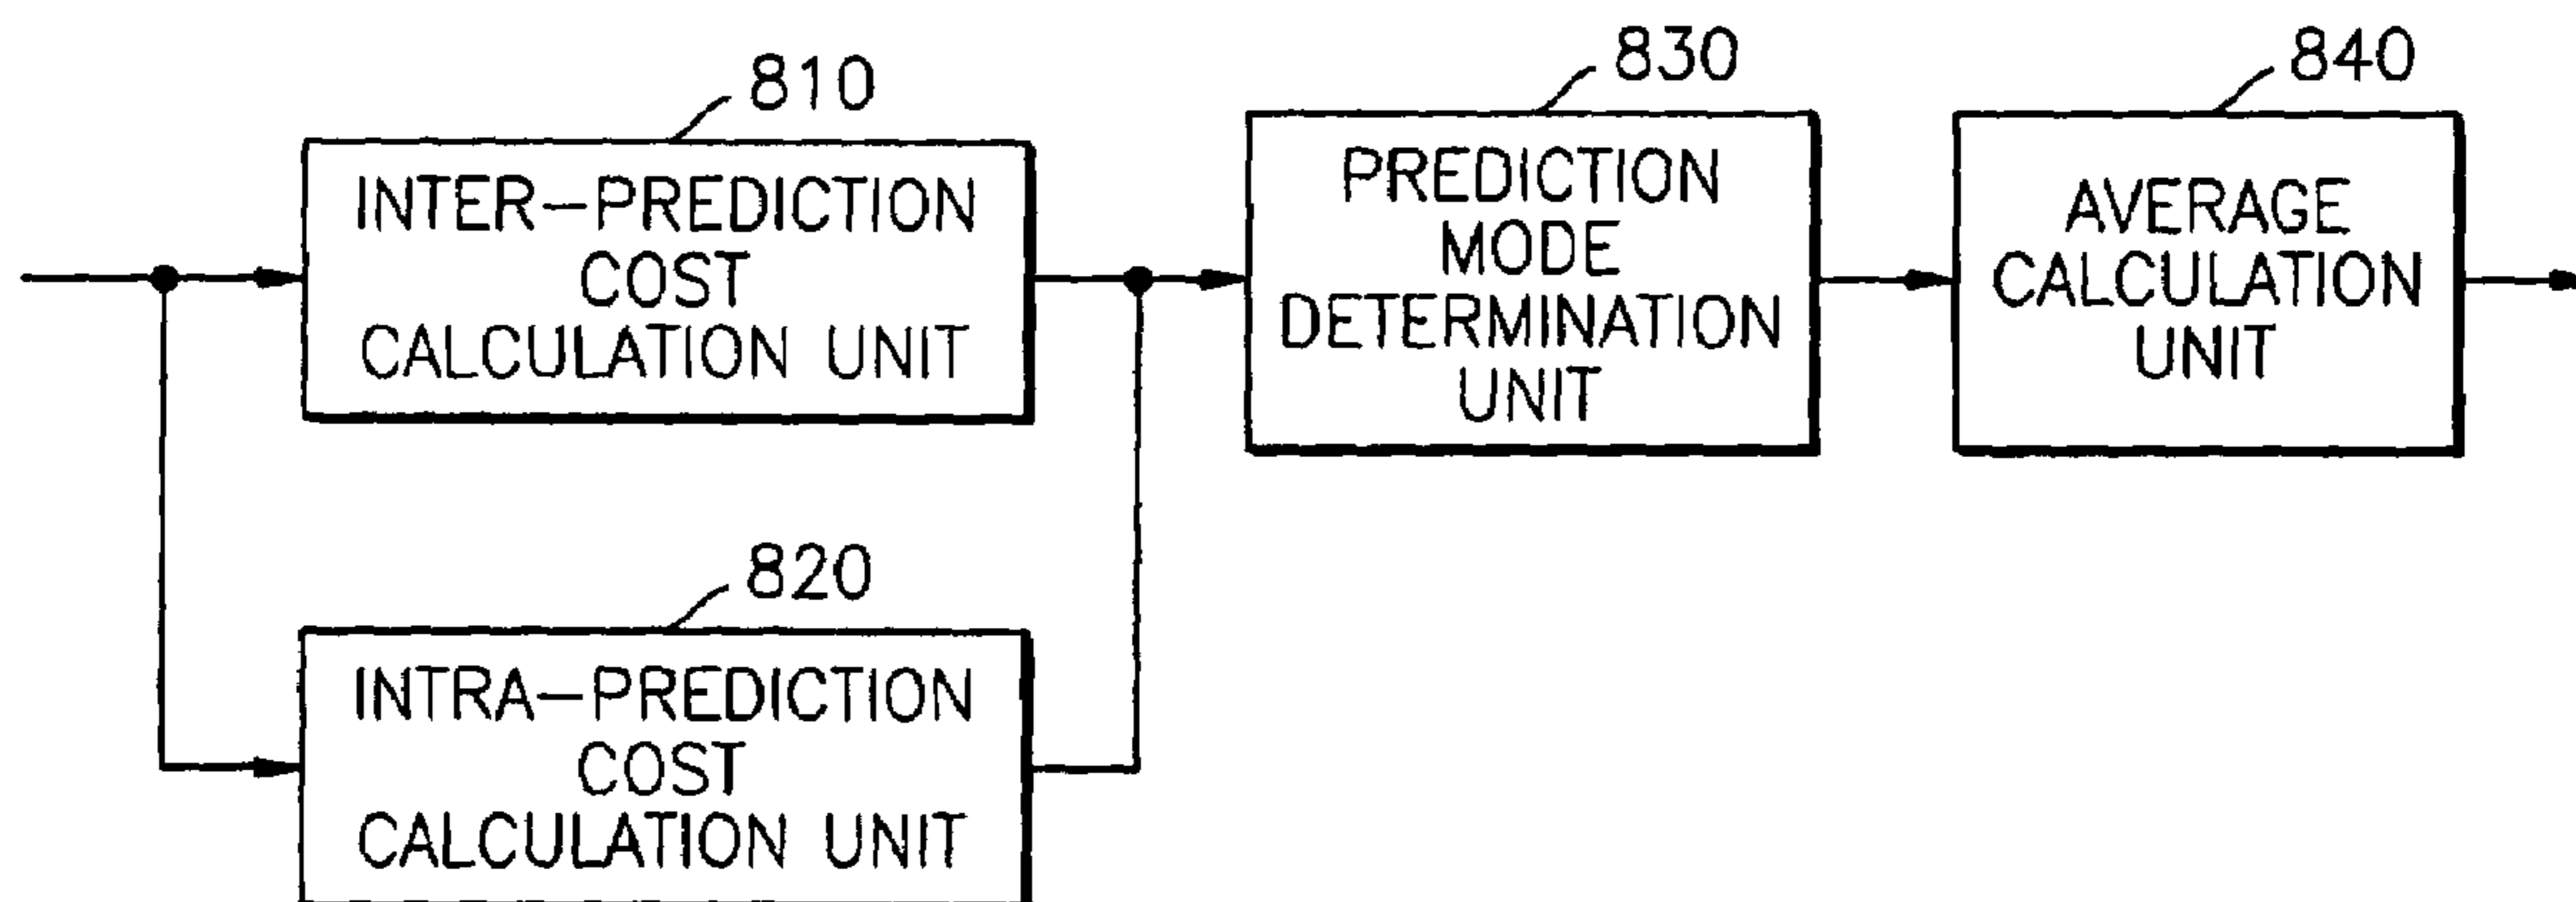 810
INTER-PREDICTION
COST
CALCULATION UNIT
820
INTRA-PREDICTION
COST
CALCULATION UNIT
830
PREDICTION
MODE
DETERMINATION
UNIT
840
AVERAGE
CALCULATION
UNIT